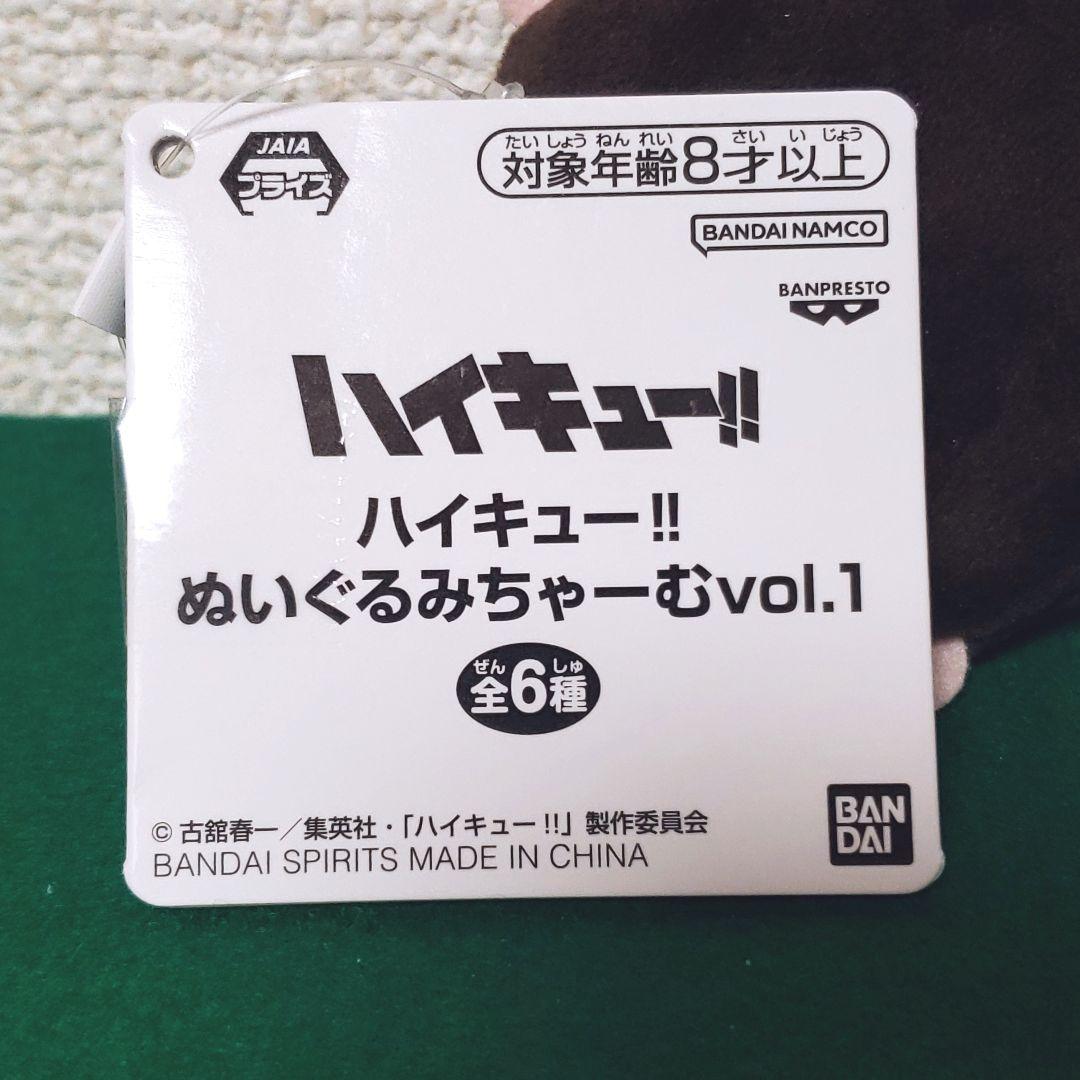 JAIA
プライズ
たいしょうねんれい さいいじょう
対象年齢8才以上
BANDAI NAMCO
BANPRESTO
ハイキュー!!
ハイキュー!!
ぬいぐるみちゃーむvol.1
ぜん しゅ
全6種
© 古舘春一／集英社・「ハイキュー!!」製作委員会
BANDAI SPIRITS MADE IN CHINA
BAN
DAI